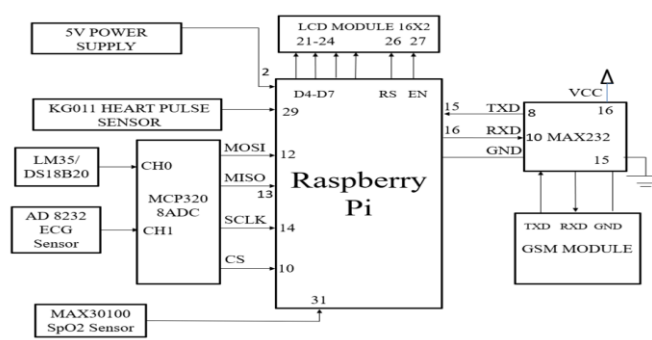 LCD MODULE 16X2
21-24 26 27
5V POWER
SUPPLY
2
D4-D7 RS EN
KG011 HEART PULSE
SENSOR
29
15 TXD
8
VCC
16
16 RXD
10 MAX232
GND
15
LM35/
DS18B20
CH0
MOSI
12
MISO
13
MCP320
8ADC
Raspberry
Pi
AD 8232
ECG
Sensor
CH1
SCLK
14
CS
10
TXD RXD GND
GSM MODULE
MAX30100
SpO2 Sensor
31